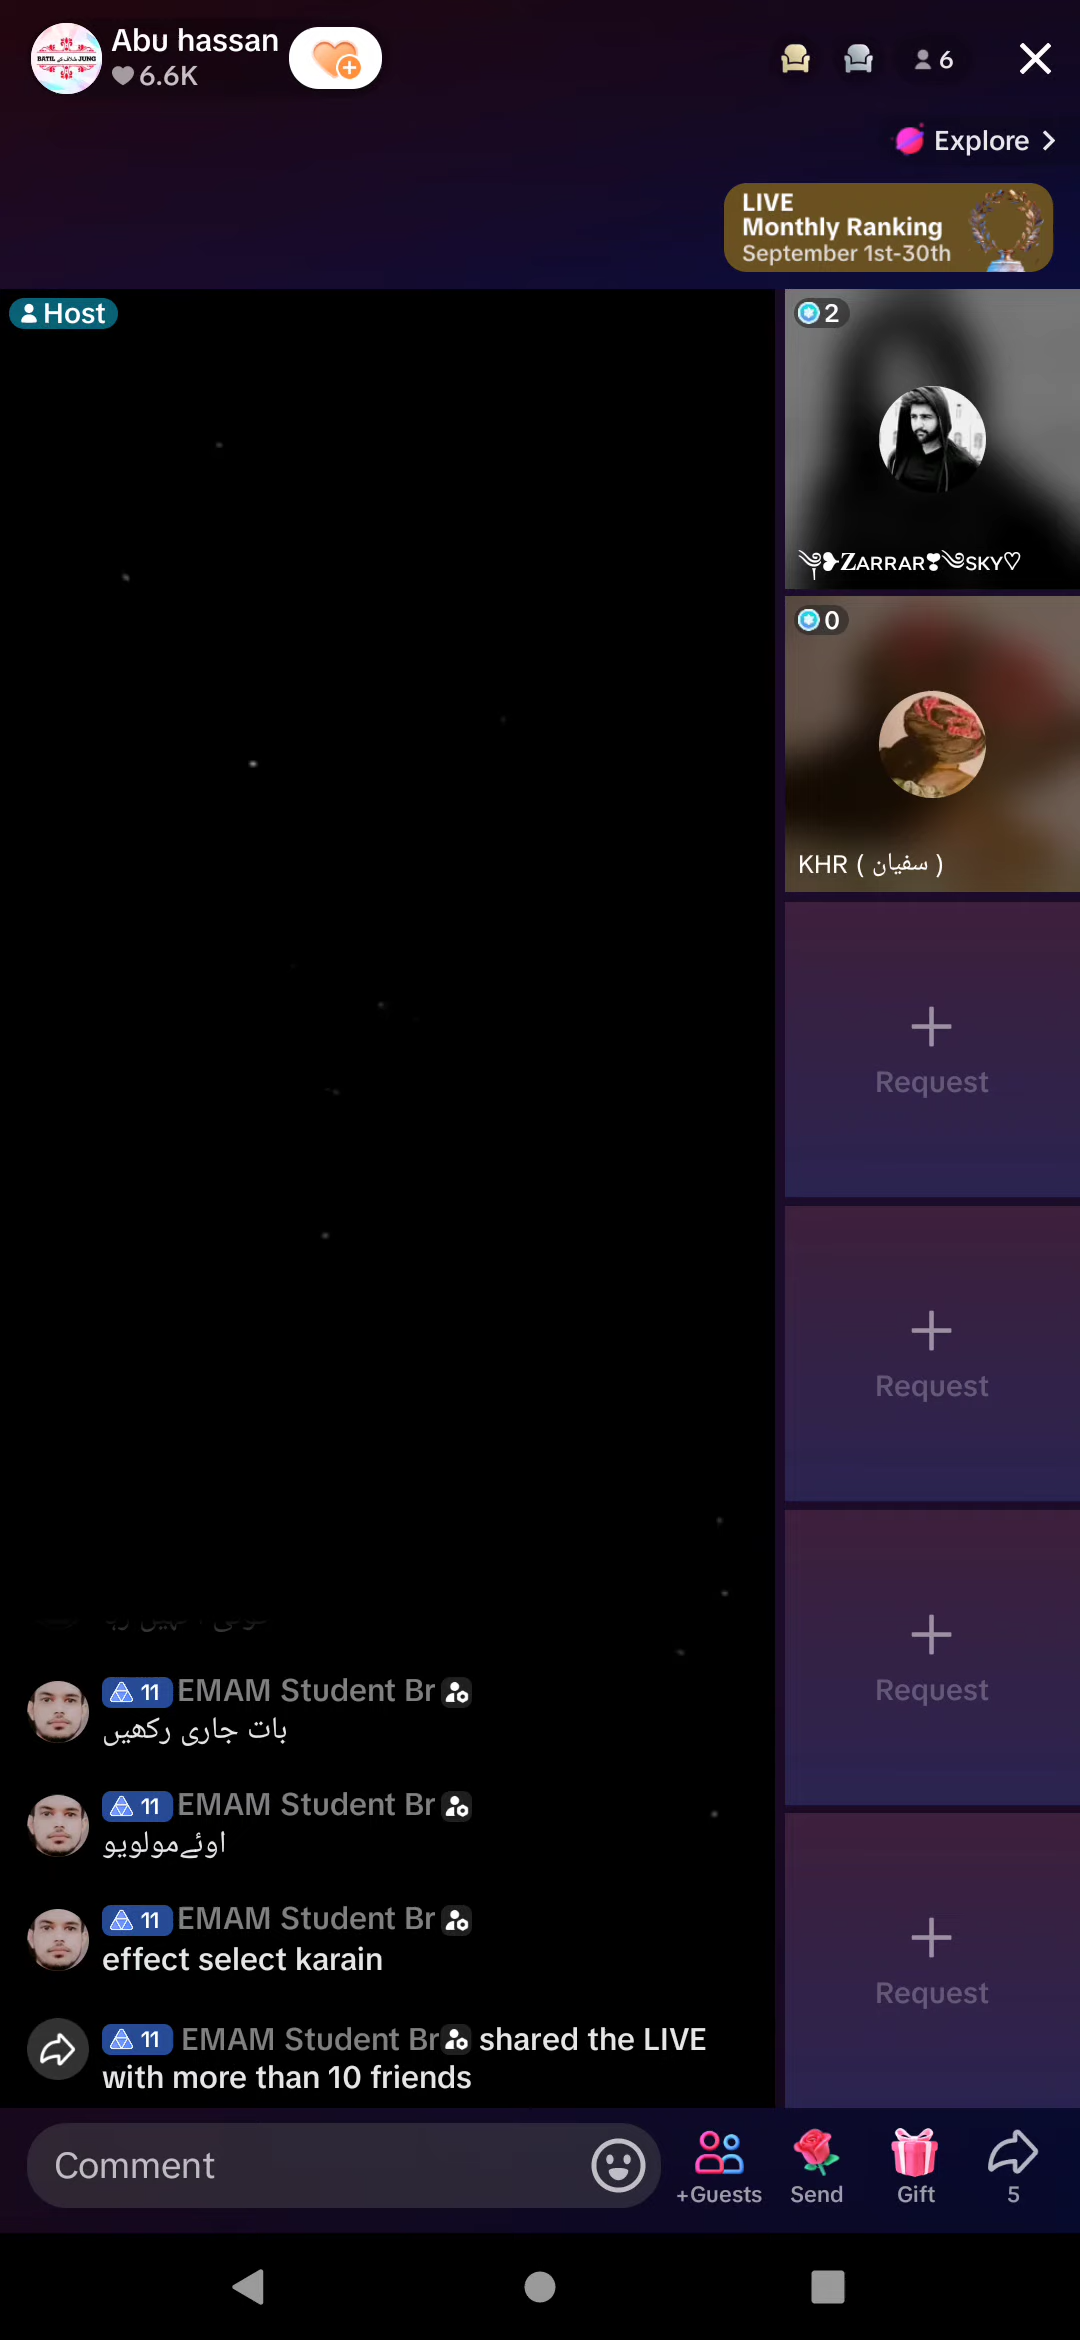 Abu hassan
6.6K
6
Explore
LIVE
Monthly Ranking
September 1st-30th
Host
2
Zᴀʀʀᴀʀ❣༄sᴋʏ♡
0
KHR ( سفیان )
Request
Request
Request
Request
11 EMAM Student Br
بات جاری رکھیں
11 EMAM Student Br
اوئےمولویو
11 EMAM Student Br
effect select karain
11 EMAM Student Br shared the LIVE
with more than 10 friends
Comment
+Guests
Send
Gift
5